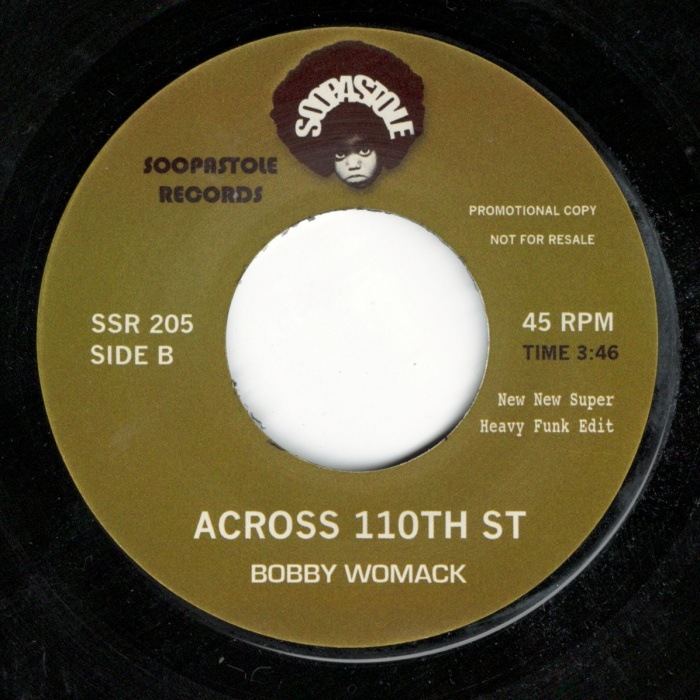 SOOPASTOLE
SOOPASTOLE
RECORDS
PROMOTIONAL COPY
NOT FOR RESALE
SSR 205
SIDE B
45 RPM
TIME 3:46
New New Super
Heavy Funk Edit
ACROSS 110TH ST
BOBBY WOMACK